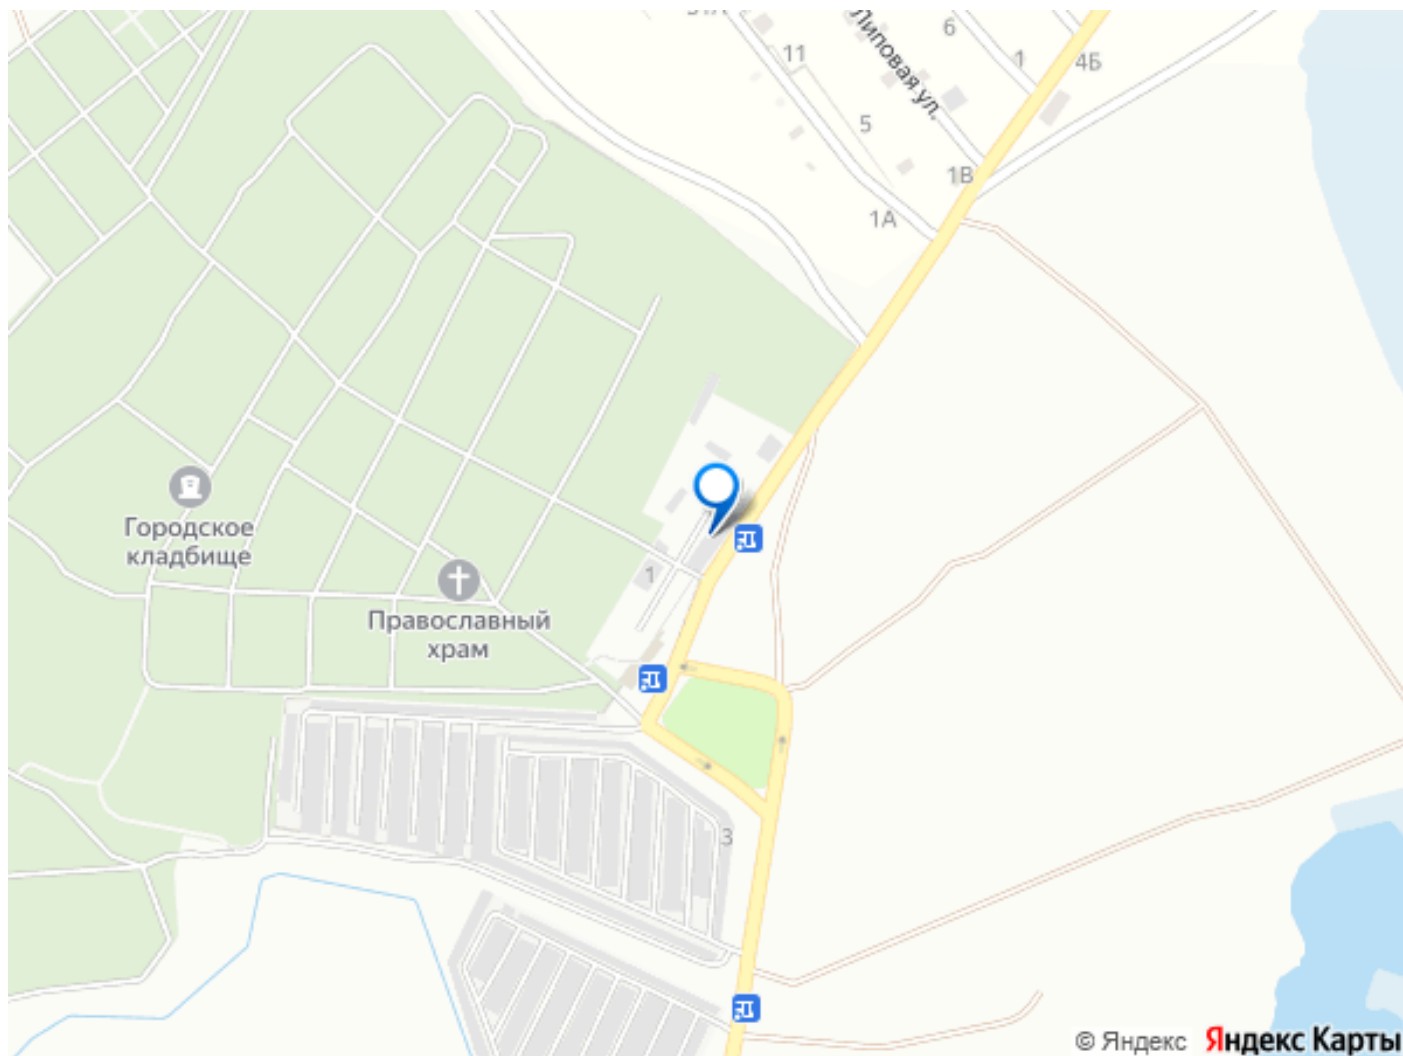 11
Липовая ул.
6
1
4Б
5
1В
1А
Городское
кладбище
1
Православный
храм
3
© Яндекс Яндекс Карты